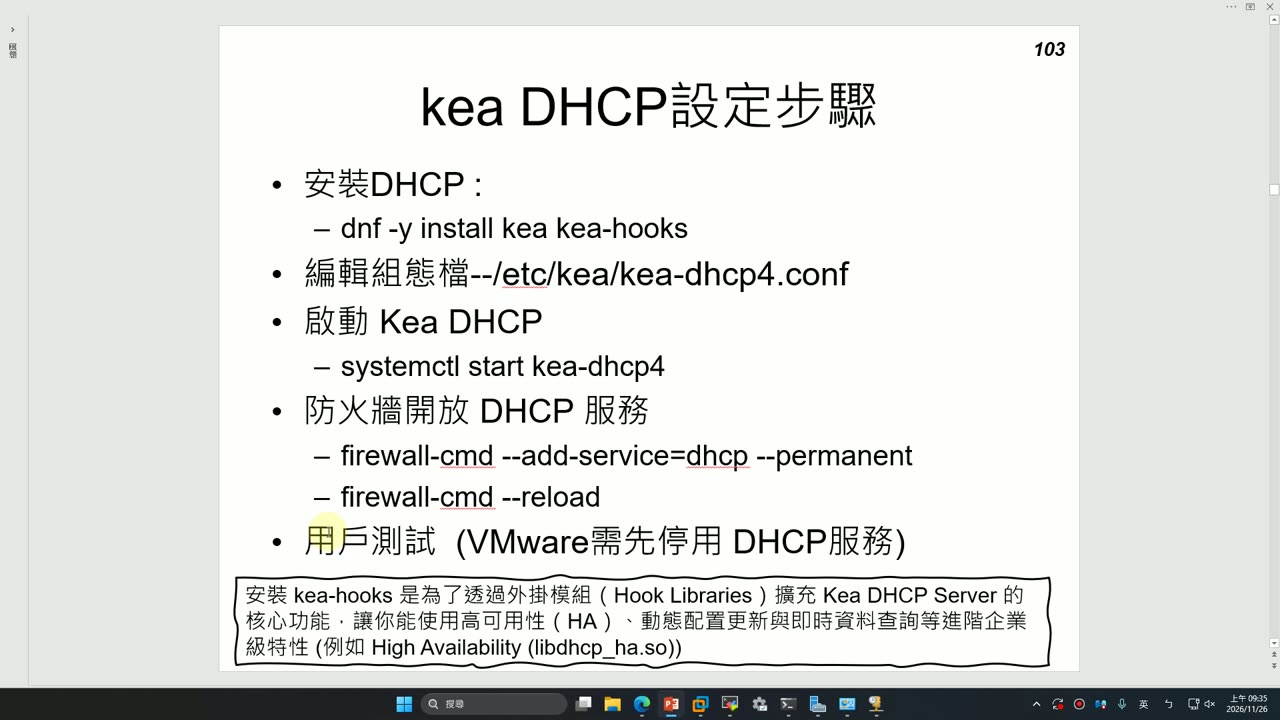 103
kea DHCP設定步驟
• 安裝DHCP :
– dnf -y install kea kea-hooks
• 編輯組態檔--/etc/kea/kea-dhcp4.conf
• 啟動 Kea DHCP
– systemctl start kea-dhcp4
• 防火牆開放 DHCP 服務
– firewall-cmd --add-service=dhcp --permanent
– firewall-cmd --reload
• 用戶測試 (VMware需先停用 DHCP服務)
安裝 kea-hooks 是為了透過外掛模組（Hook Libraries）擴充 Kea DHCP Server 的
核心功能，讓你能使用高可用性（HA）、動態配置更新與即時資料查詢等進階企業
級特性 (例如 High Availability (libdhcp_ha.so))
搜尋
英
上午 09:35
2026/11/26